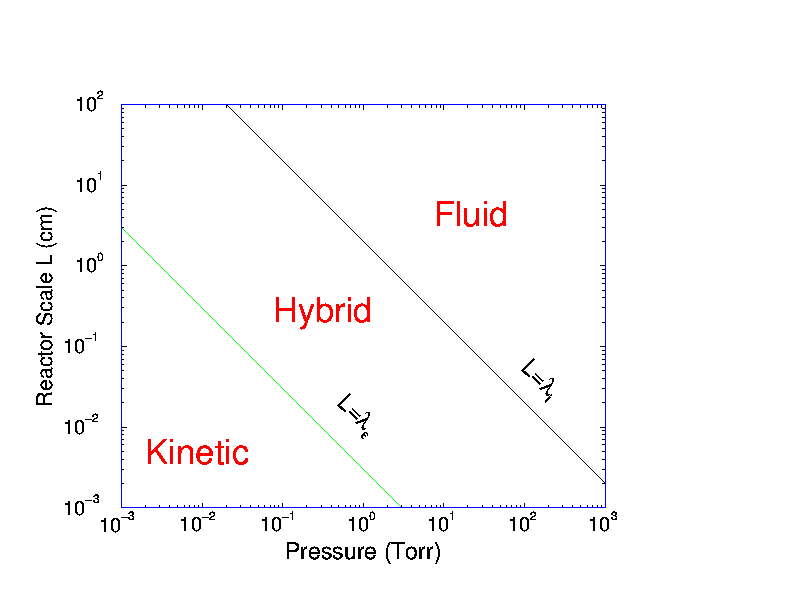 10²
10¹
10⁰
10⁻¹
10⁻²
10⁻³
Reactor Scale L (cm)
Fluid
Hybrid
Kinetic
L=λ
L=λ
10⁻³ 10⁻² 10⁻¹ 10⁰ 10¹ 10² 10³
Pressure (Torr)